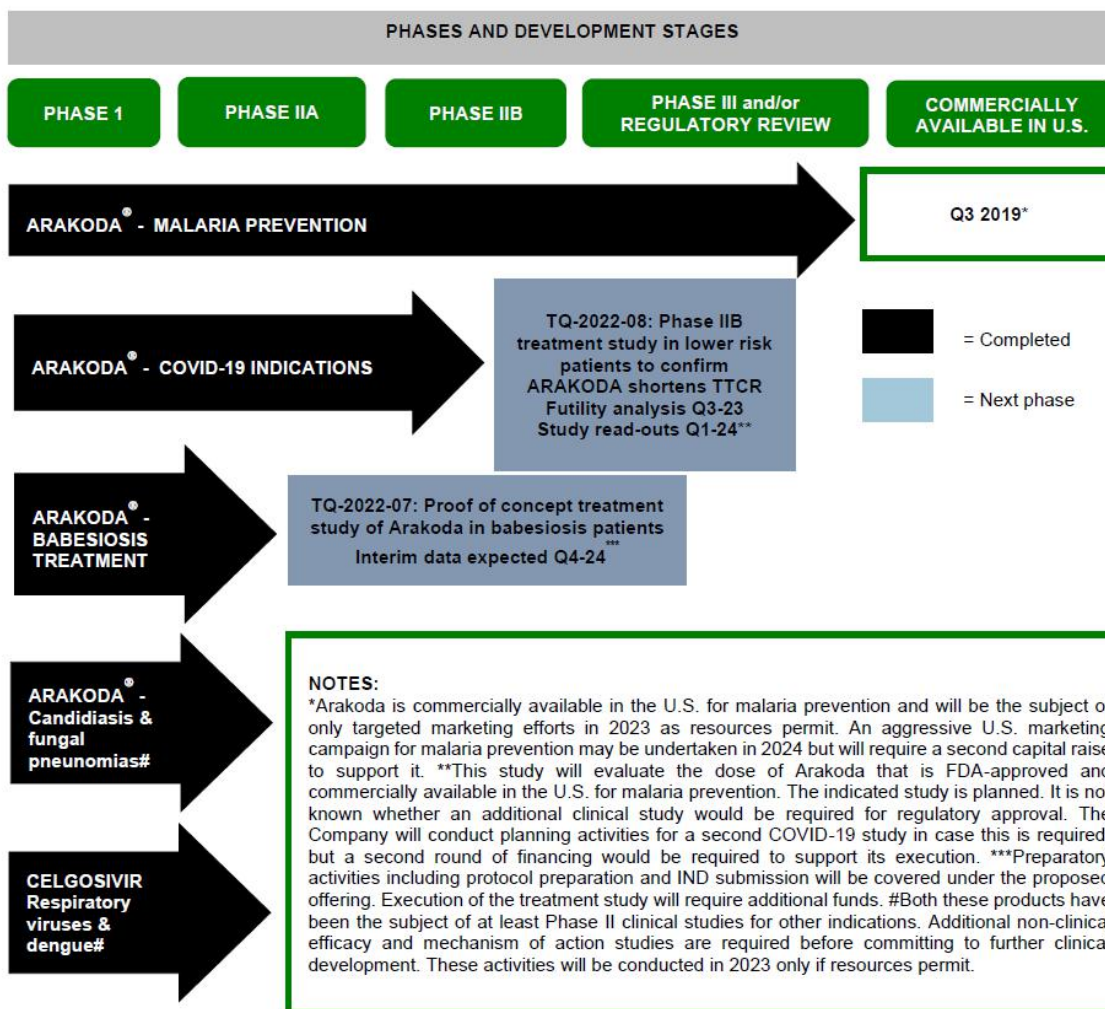 PHASES AND DEVELOPMENT STAGES
PHASE 1
PHASE IIA
PHASE IIB
PHASE III and/or
REGULATORY REVIEW
COMMERCIALLY
AVAILABLE IN U.S.
ARAKODA® - MALARIA PREVENTION
Q3 2019*
ARAKODA® - COVID-19 INDICATIONS
TQ-2022-08: Phase IIB
treatment study in lower risk
patients to confirm
ARAKODA shortens TTCR
Futility analysis Q3-23
Study read-outs Q1-24**
= Completed
= Next phase
ARAKODA® -
BABESIOSIS
TREATMENT
TQ-2022-07: Proof of concept treatment
study of Arakoda in babesiosis patients
Interim data expected Q4-24***
ARAKODA® -
Candidiasis &
fungal
pneunomias#
CELGOSIVIR
Respiratory
viruses &
dengue#
NOTES:
*Arakoda is commercially available in the U.S. for malaria prevention and will be the subject o
only targeted marketing efforts in 2023 as resources permit. An aggressive U.S. marketing
campaign for malaria prevention may be undertaken in 2024 but will require a second capital raise
to support it. **This study will evaluate the dose of Arakoda that is FDA-approved and
commercially available in the U.S. for malaria prevention. The indicated study is planned. It is no
known whether an additional clinical study would be required for regulatory approval. The
Company will conduct planning activities for a second COVID-19 study in case this is required
but a second round of financing would be required to support its execution. ***Preparatory
activities including protocol preparation and IND submission will be covered under the proposed
offering. Execution of the treatment study will require additional funds. #Both these products have
been the subject of at least Phase II clinical studies for other indications. Additional non-clinica
efficacy and mechanism of action studies are required before committing to further clinica
development. These activities will be conducted in 2023 only if resources permit.